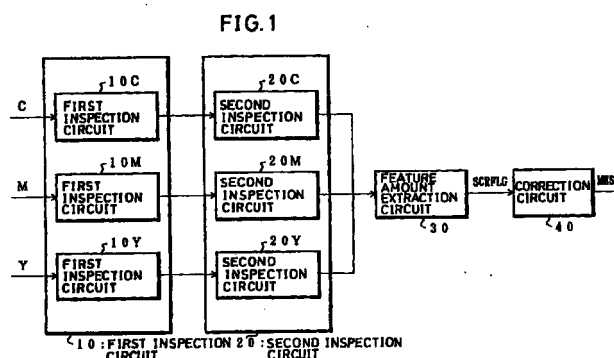 FIG.1
10C
20C
C
FIRST
INSPECTION
CIRCUIT
SECOND
INSPECTION
CIRCUIT
10M
20M
M
FIRST
INSPECTION
CIRCUIT
SECOND
INSPECTION
CIRCUIT
FEATURE
AMOUNT
EXTRACTION
CIRCUIT
SCRFLG
CORRECTION
CIRCUIT
30
40
10Y
20Y
Y
FIRST
INSPECTION
CIRCUIT
SECOND
INSPECTION
CIRCUIT
10:FIRST INSPECTION
CIRCUIT
20:SECOND INSPECTION
CIRCUIT